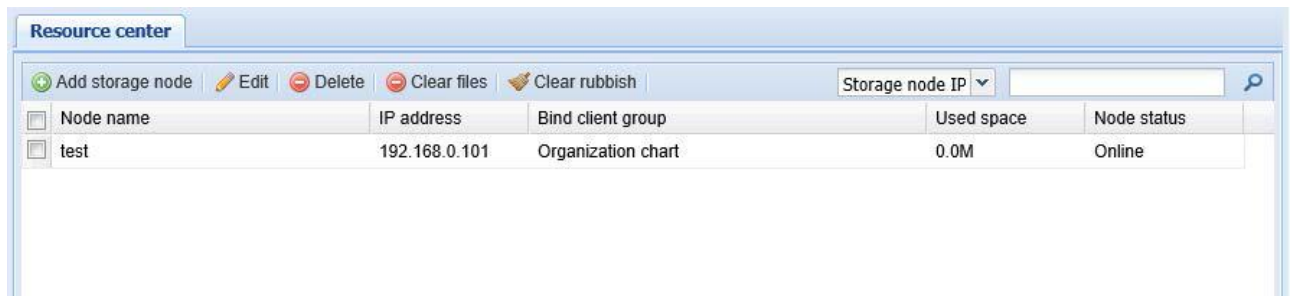 Resource center
Add storage node Edit Delete Clear files Clear rubbish Storage node IP
Node name IP address Bind client group Used space Node status
test 192.168.0.101 Organization chart 0.0M Online